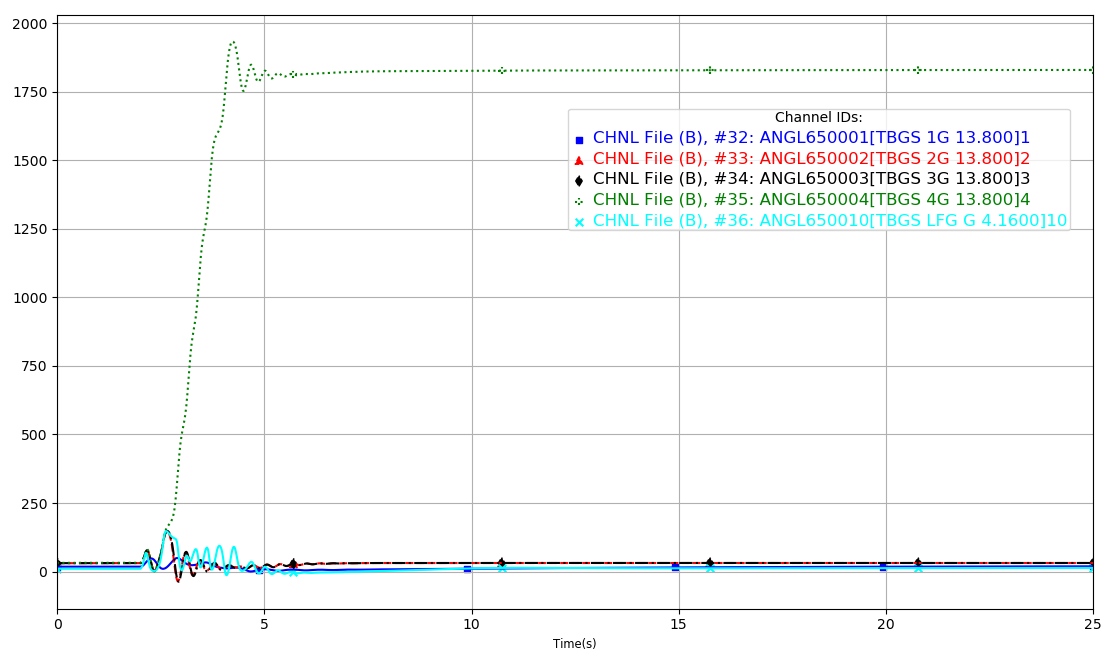 2000
1750
1500
1250
1000
750
500
250
0
Channel IDs:
CHNL File (B), #32: ANGL650001[TBGS 1G 13.800]1
CHNL File (B), #33: ANGL650002[TBGS 2G 13.800]2
CHNL File (B), #34: ANGL650003[TBGS 3G 13.800]3
CHNL File (B), #35: ANGL650004[TBGS 4G 13.800]4
CHNL File (B), #36: ANGL650010[TBGS LFG G 4.1600]10
0 5 10 15 20 25
Time(s)